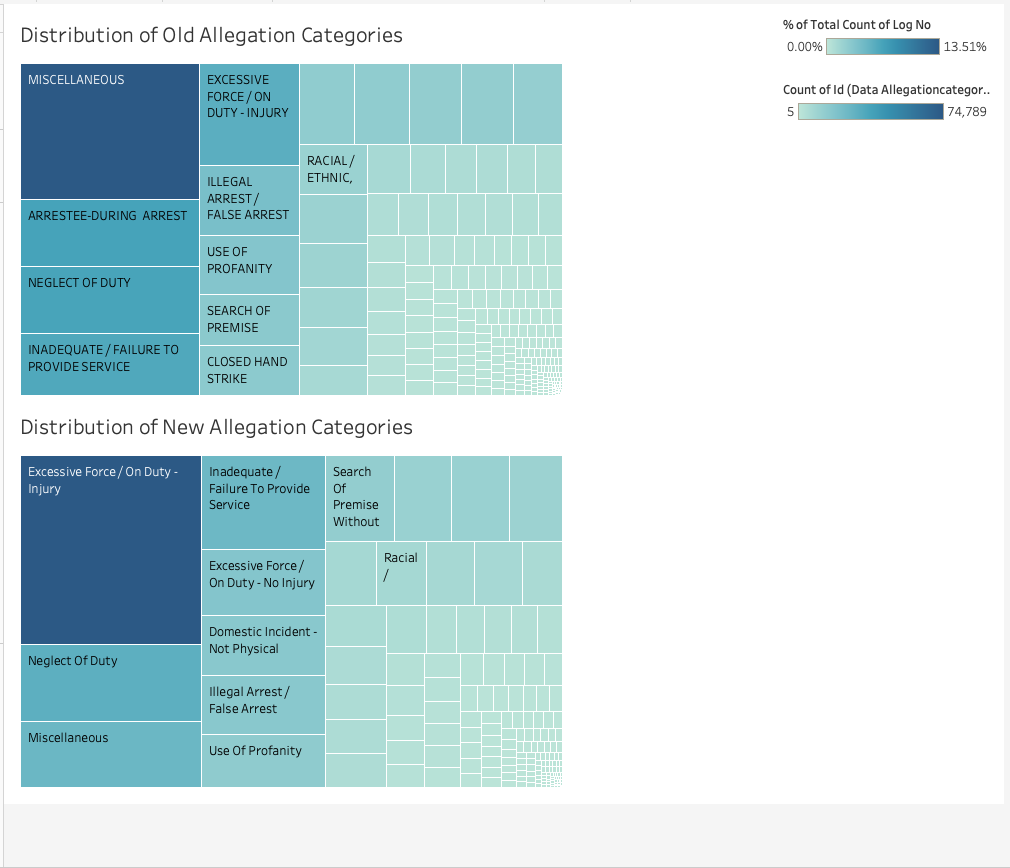 Distribution of Old Allegation Categories
MISCELLANEOUS
ARRESTEE-DURING ARREST
NEGLECT OF DUTY
INADEQUATE / FAILURE TO
PROVIDE SERVICE
EXCESSIVE
FORCE / ON
DUTY - INJURY
ILLEGAL
ARREST /
FALSE ARREST
USE OF
PROFANITY
SEARCH OF
PREMISE
CLOSED HAND
STRIKE
RACIAL /
ETHNIC,
% of Total Count of Log No
0.00%
13.51%
Count of Id (Data Allegationcategor..
5
74,789
Distribution of New Allegation Categories
Excessive Force / On Duty -
Injury
Neglect Of Duty
Miscellaneous
Inadequate /
Failure To Provide
Service
Excessive Force /
On Duty - No Injury
Domestic Incident -
Not Physical
Illegal Arrest /
False Arrest
Use Of Profanity
Search
Of
Premise
Without
Racial
/